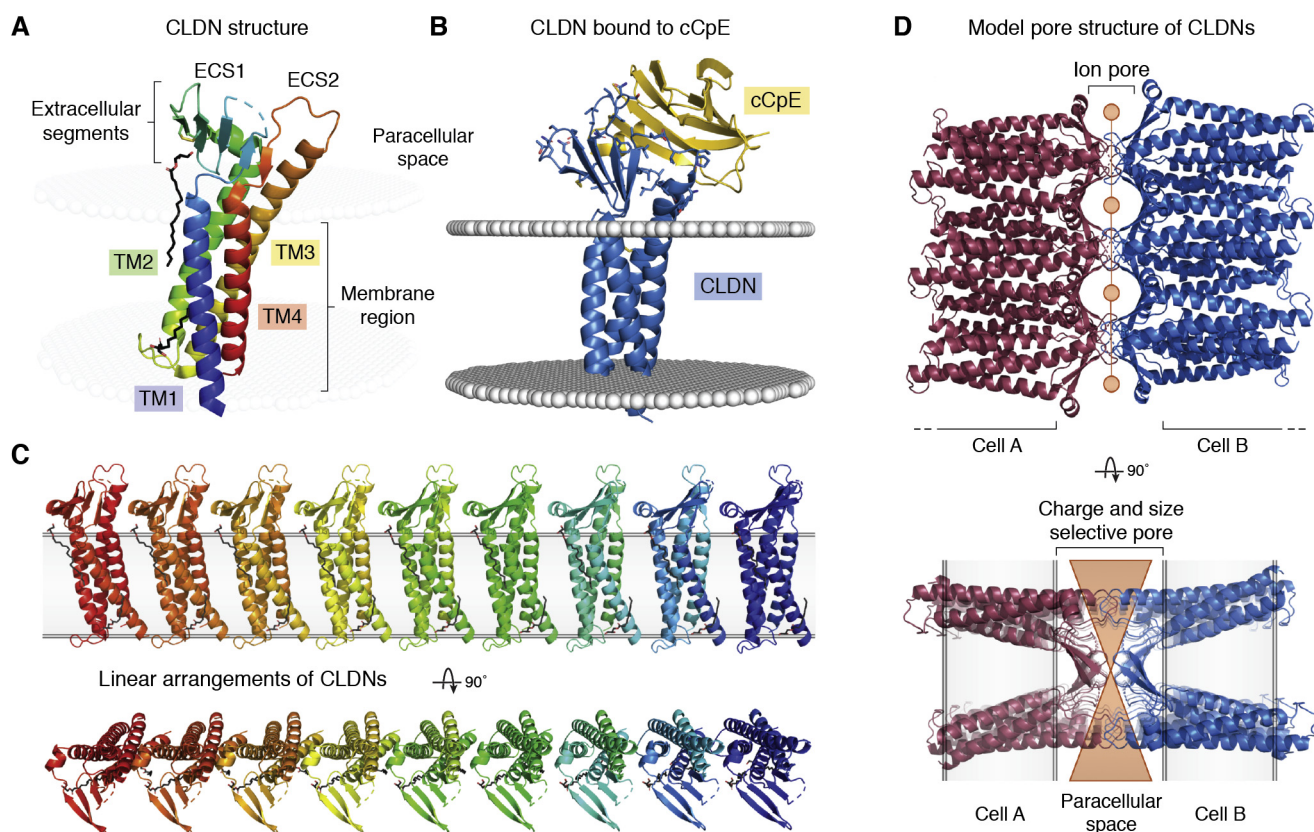 A
CLDN structure
ECS1
ECS2
Extracellular
segments
TM2
TM3
TM4
Membrane
region
TM1
B
CLDN bound to cCpE
cCpE
Paracellular
space
CLDN
C
Linear arrangements of CLDNs
90°
D
Model pore structure of CLDNs
Ion pore
Cell A
Cell B
90°
Charge and size
selective pore
Cell A
Paracellular
space
Cell B